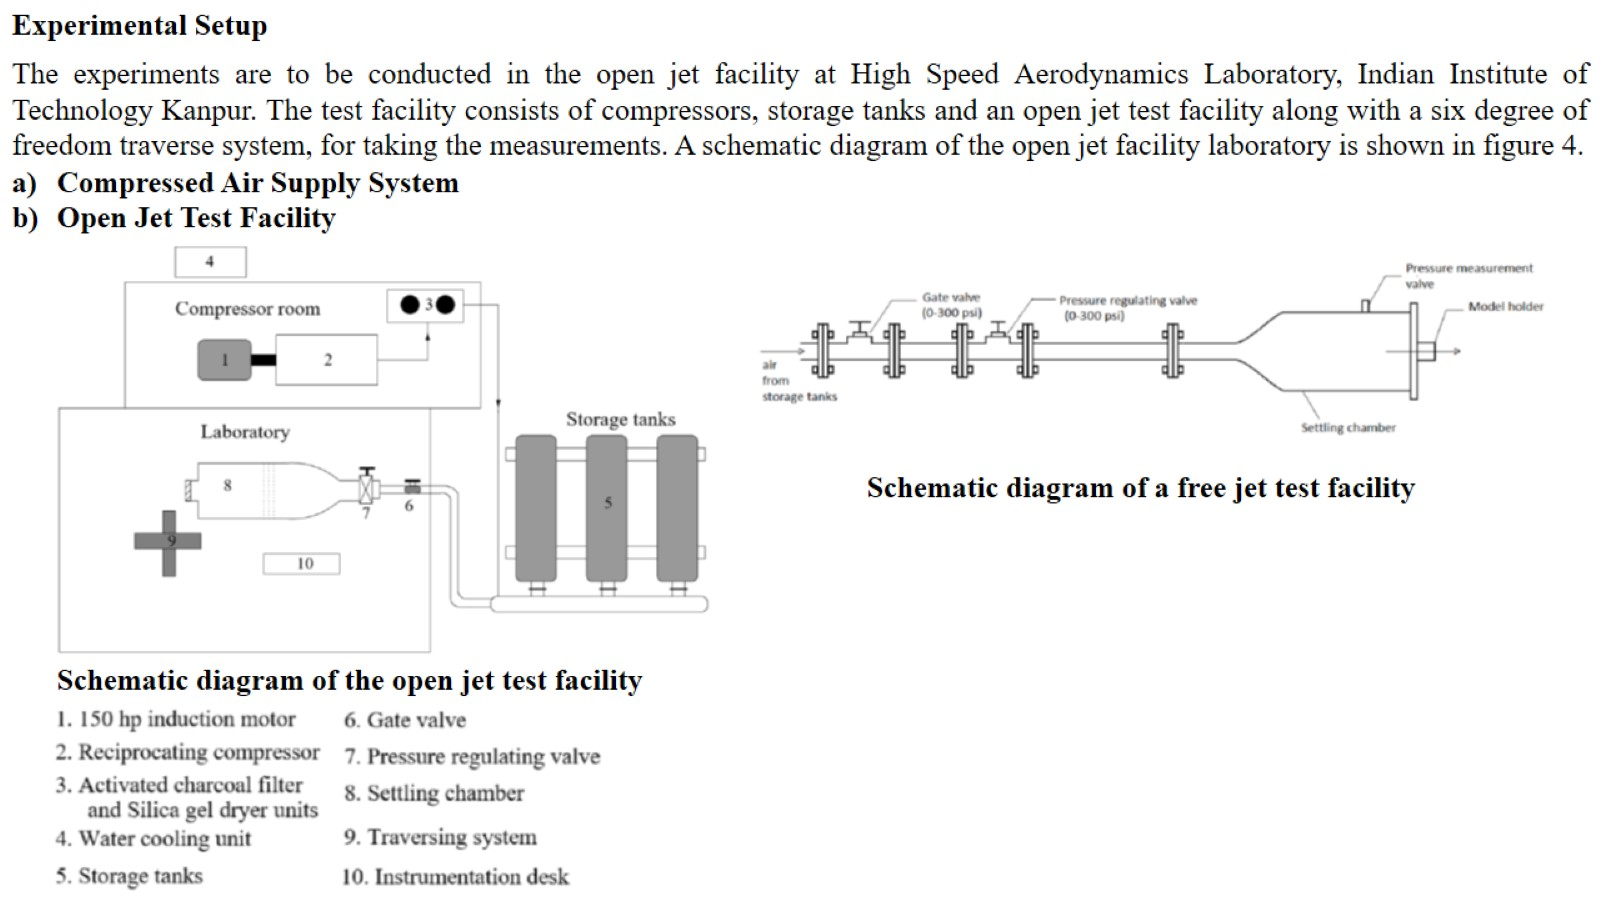 Experimental Setup
The experiments are to be conducted in the open jet facility at High Speed Aerodynamics Laboratory, Indian Institute of
Technology Kanpur. The test facility consists of compressors, storage tanks and an open jet test facility along with a six degree of
freedom traverse system, for taking the measurements. A schematic diagram of the open jet facility laboratory is shown in figure 4.
a) Compressed Air Supply System
b) Open Jet Test Facility
4
Compressor room
3
1
2
Laboratory
8
7
6
9
10
Storage tanks
5
Schematic diagram of the open jet test facility
1. 150 hp induction motor
2. Reciprocating compressor
3. Activated charcoal filter
and Silica gel dryer units
4. Water cooling unit
5. Storage tanks
6. Gate valve
7. Pressure regulating valve
8. Settling chamber
9. Traversing system
10. Instrumentation desk
Pressure measurement
valve
Model holder
Gate valve
(0-300 psi)
Pressure regulating valve
(0-300 psi)
air
from
storage tanks
Settling chamber
Schematic diagram of a free jet test facility